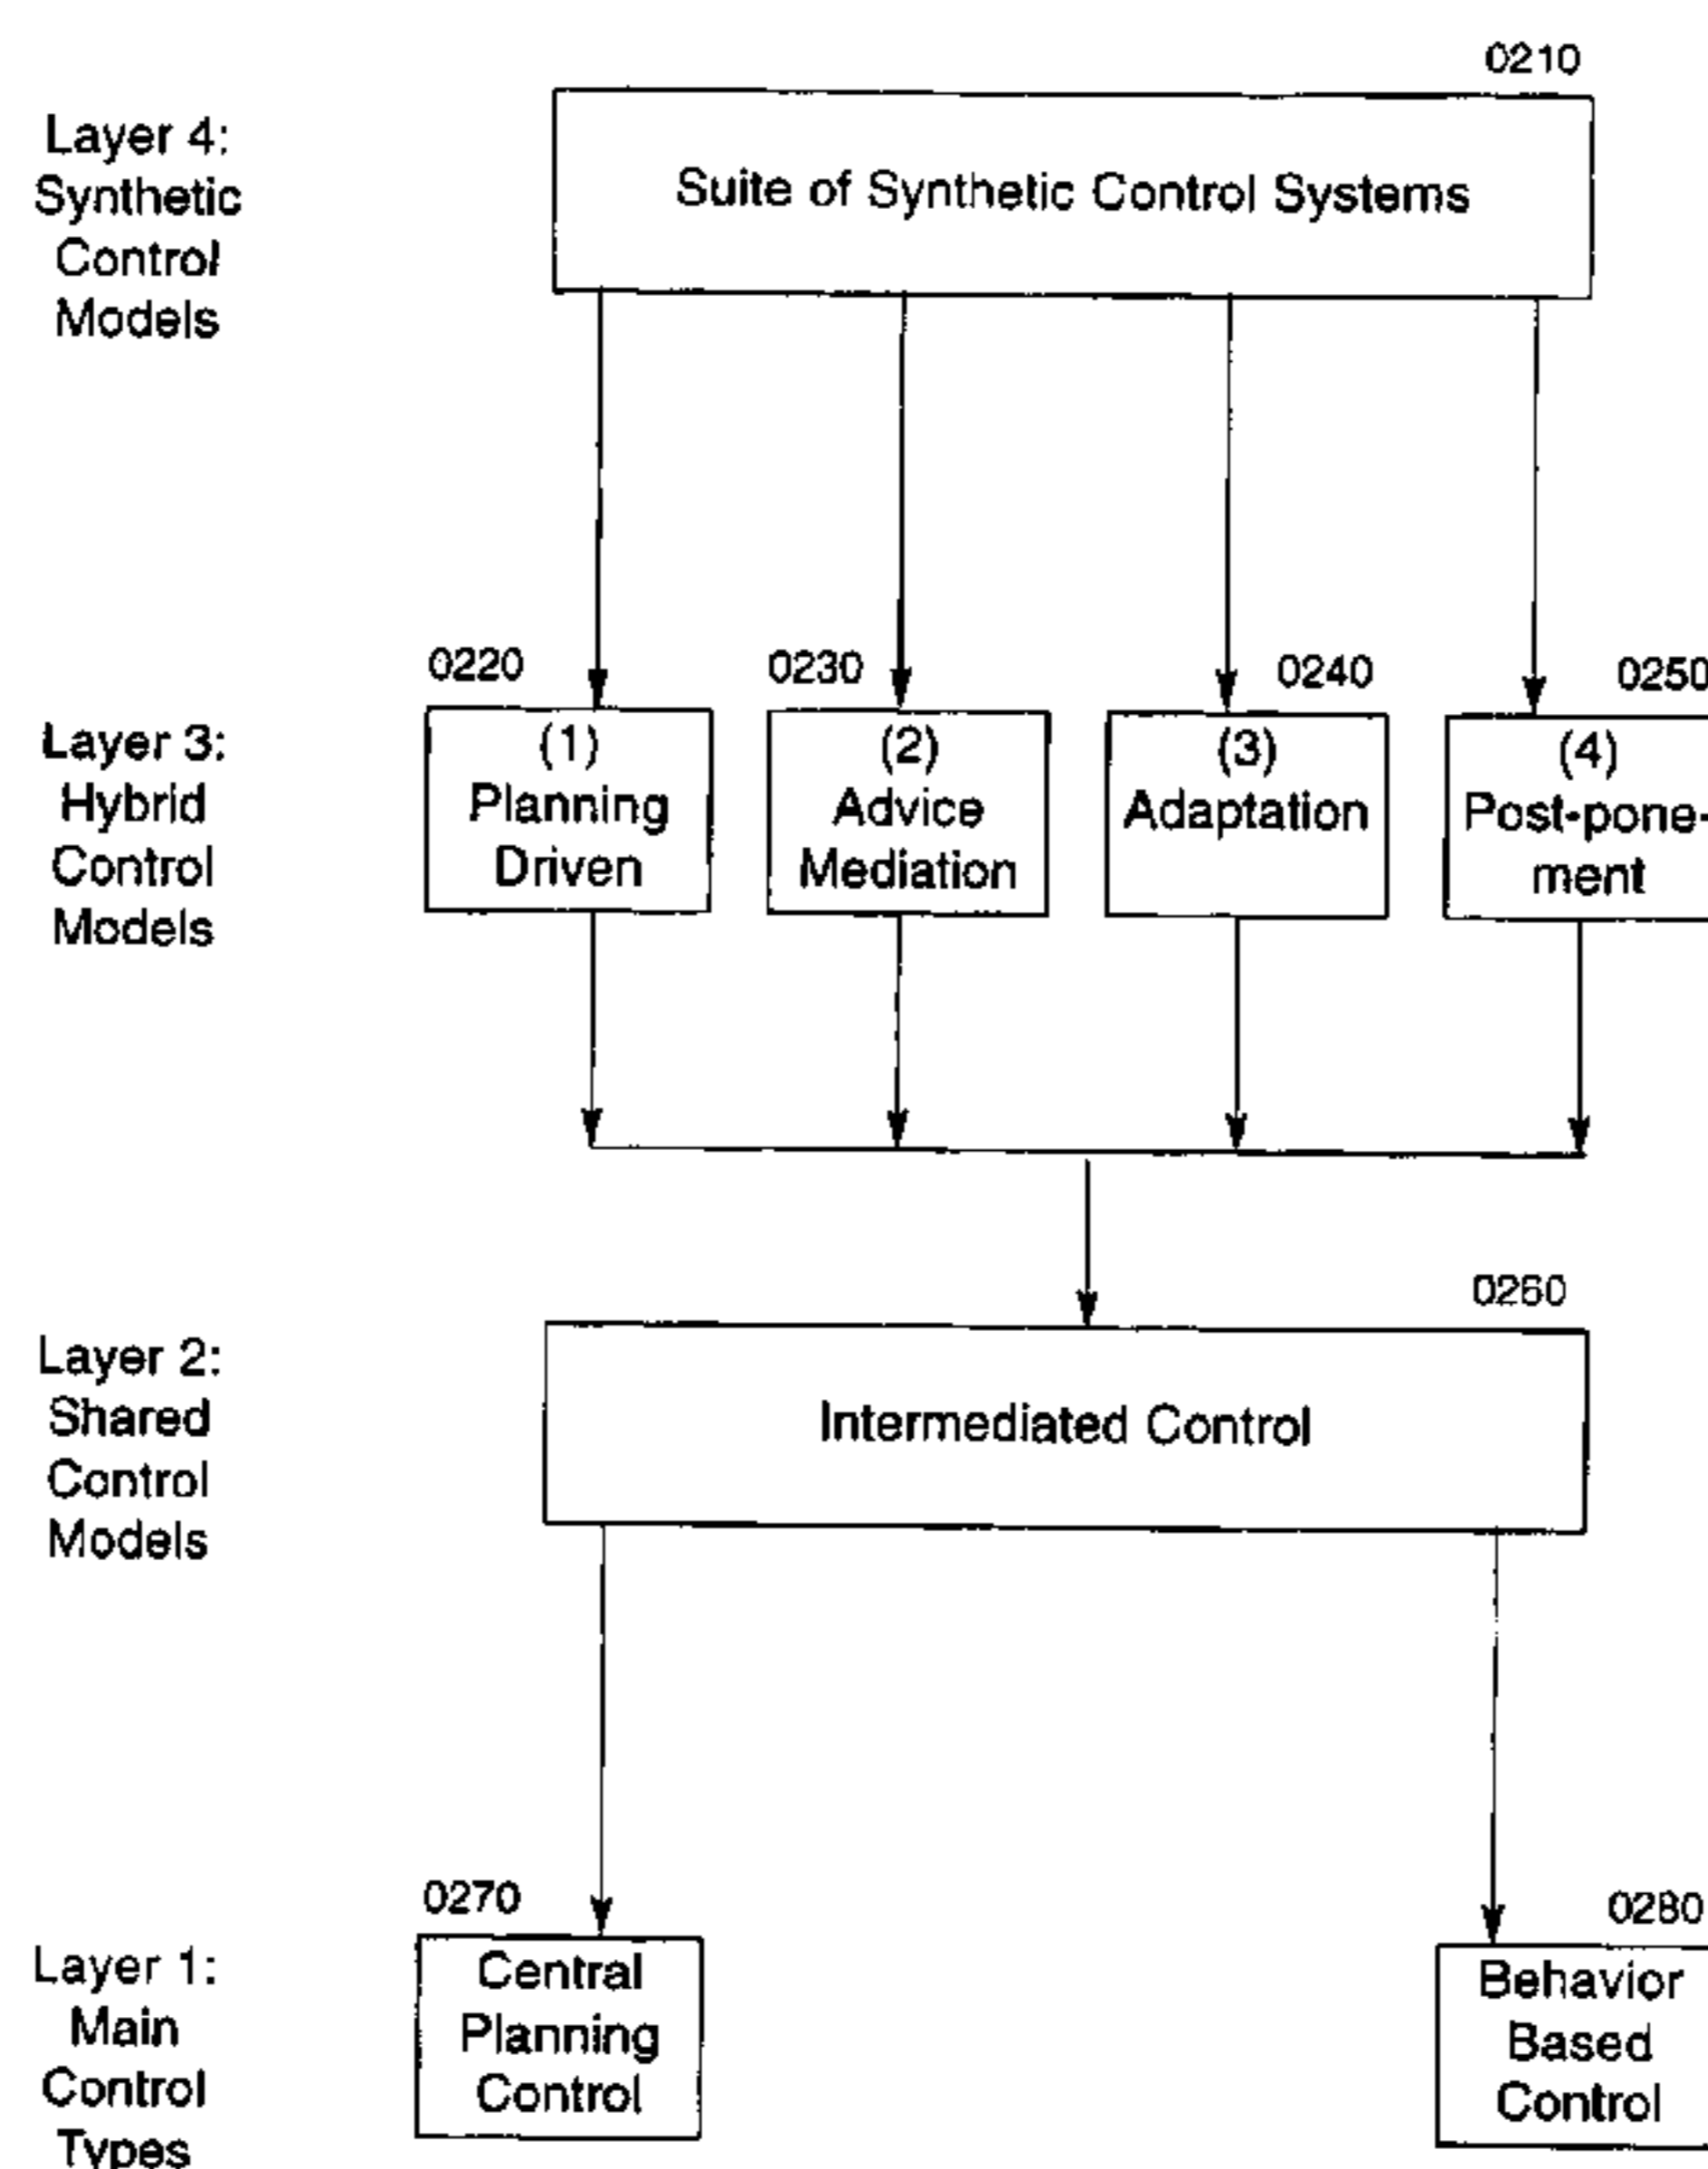 0210
Layer 4:
Synthetic
Control
Models
Suite of Synthetic Control Systems
0220
0230
0240
0250
Layer 3:
Hybrid
Control
Models
(1)
Planning
Driven
(2)
Advice
Mediation
(3)
Adaptation
(4)
Post-pone-
ment
0260
Layer 2:
Shared
Control
Models
Intermediated Control
0270
0280
Layer 1:
Main
Control
Types
Central
Planning
Control
Behavior
Based
Control